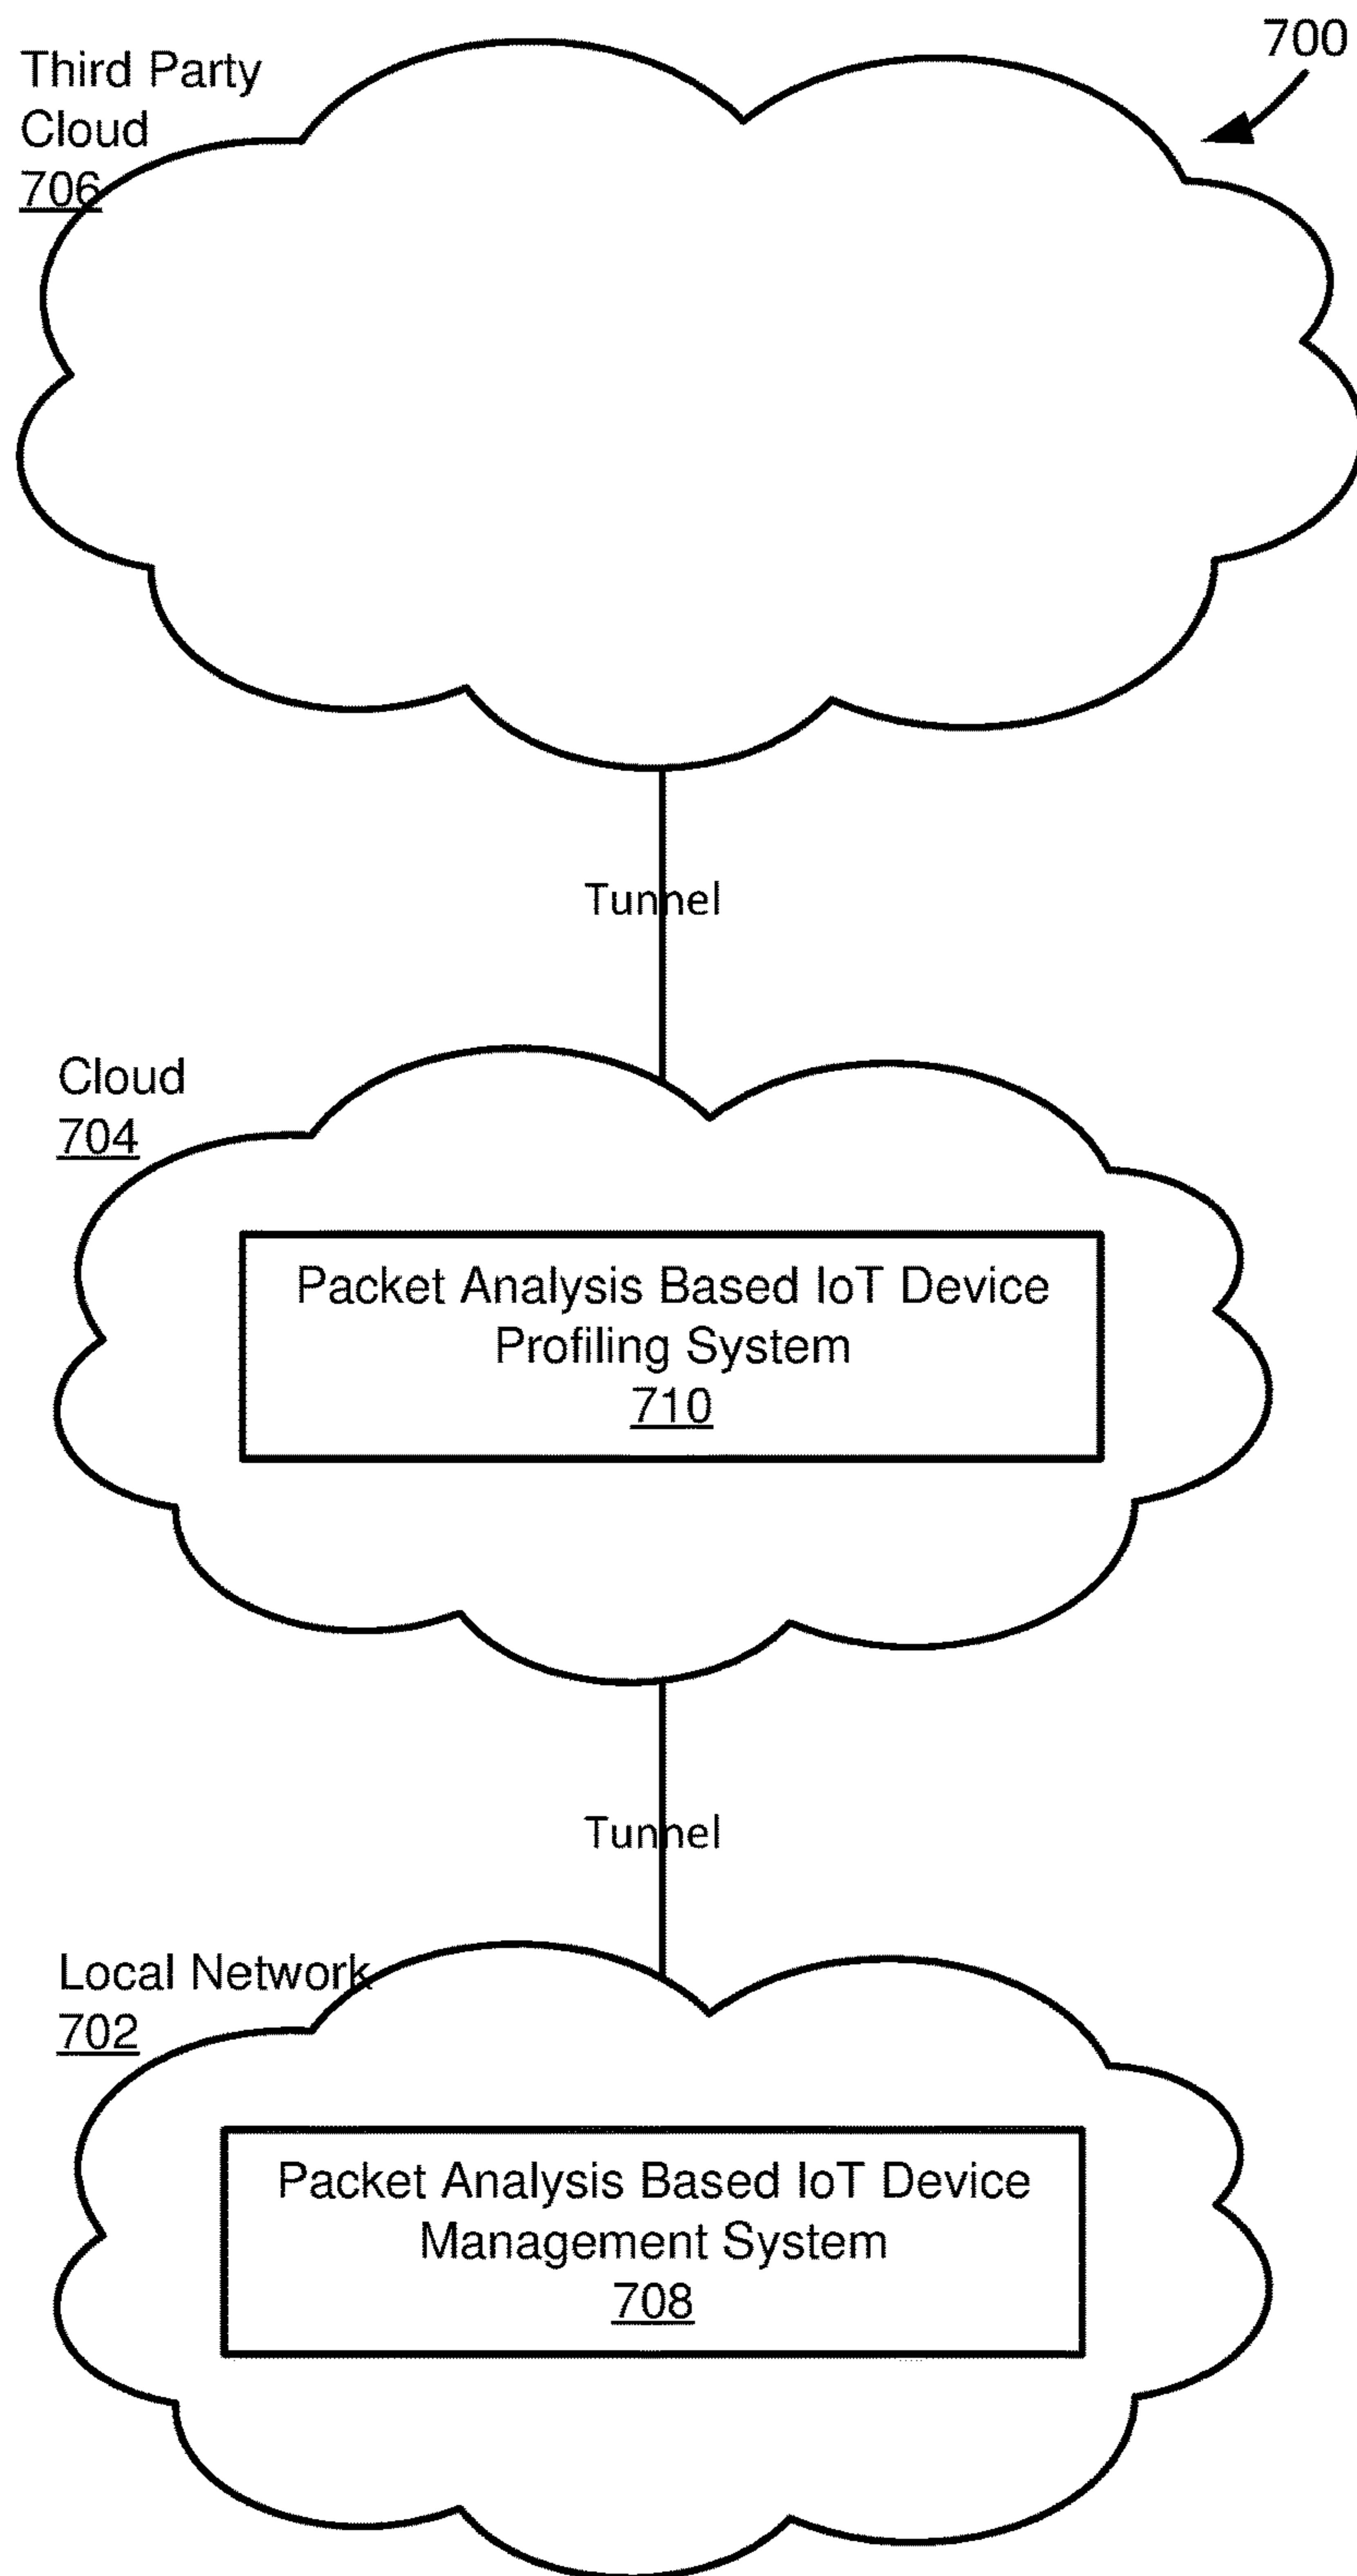 700
Third Party
Cloud
706
Tunnel
Cloud
704
Packet Analysis Based IoT Device
Profiling System
710
Tunnel
Local Network
702
Packet Analysis Based IoT Device
Management System
708